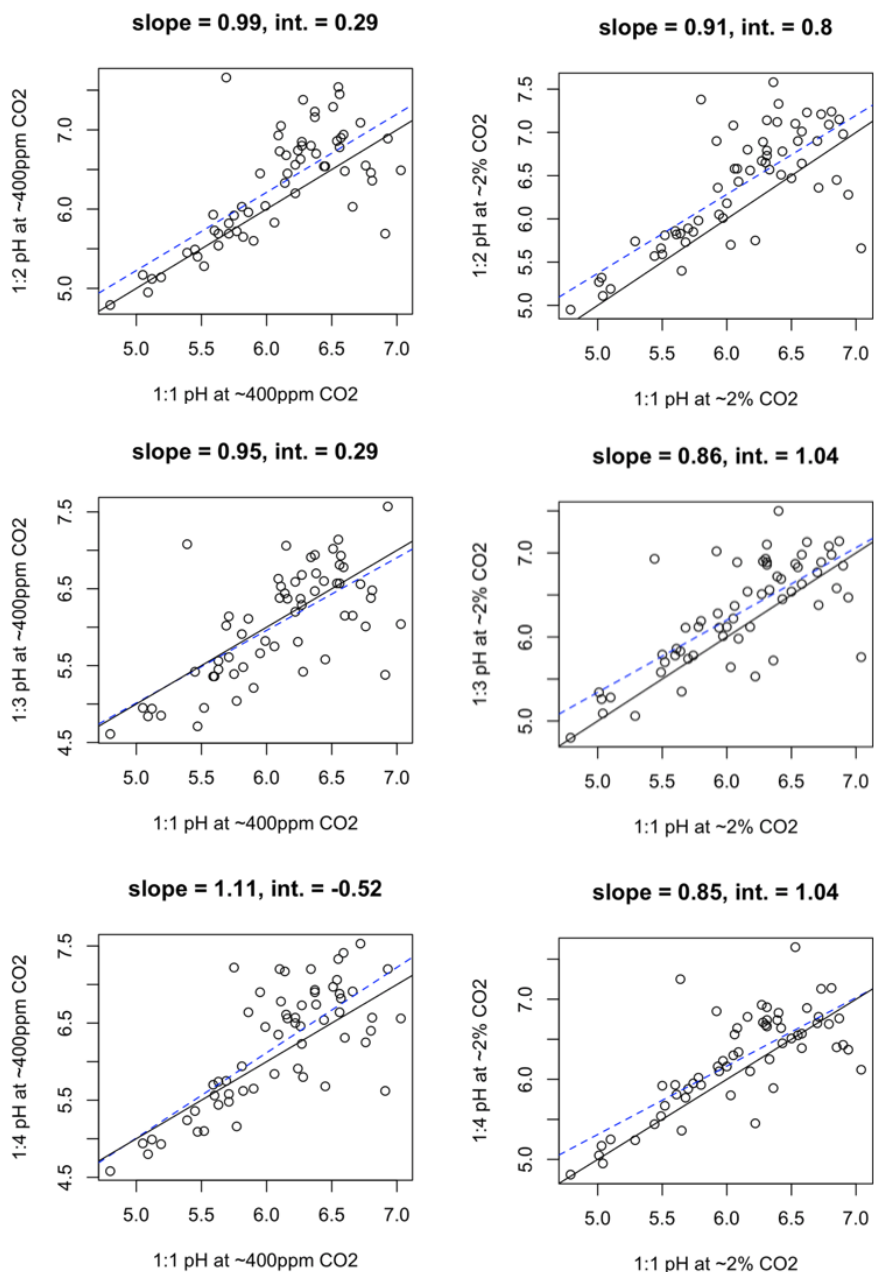 slope = 0.99, int. = 0.29
1:2 pH at ~400ppm CO2
7.0
6.0
5.0
5.0 5.5 6.0 6.5 7.0
1:1 pH at ~400ppm CO2
slope = 0.91, int. = 0.8
1:2 pH at ~2% CO2
7.5
7.0
6.5
6.0
5.5
5.0
5.0 5.5 6.0 6.5 7.0
1:1 pH at ~2% CO2
slope = 0.95, int. = 0.29
1:3 pH at ~400ppm CO2
7.5
6.5
5.5
4.5
5.0 5.5 6.0 6.5 7.0
1:1 pH at ~400ppm CO2
slope = 0.86, int. = 1.04
1:3 pH at ~2% CO2
7.0
6.0
5.0
5.0 5.5 6.0 6.5 7.0
1:1 pH at ~2% CO2
slope = 1.11, int. = -0.52
1:4 pH at ~400ppm CO2
7.5
6.5
5.5
4.5
5.0 5.5 6.0 6.5 7.0
1:1 pH at ~400ppm CO2
slope = 0.85, int. = 1.04
1:4 pH at ~2% CO2
7.0
6.0
5.0
5.0 5.5 6.0 6.5 7.0
1:1 pH at ~2% CO2